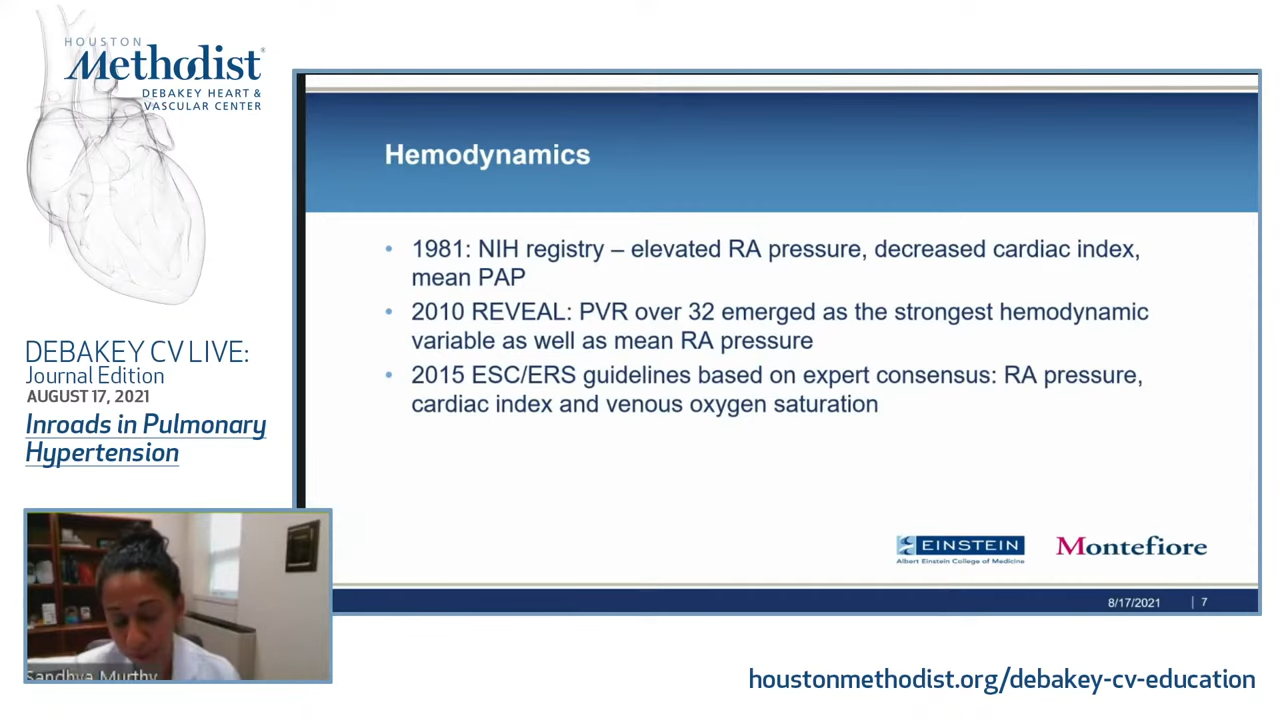 HOUSTON
Methodist®
DEBAKEY HEART &
VASCULAR CENTER
DEBAKEY CV LIVE:
Journal Edition
AUGUST 17, 2021
Inroads in Pulmonary
Hypertension
Hemodynamics
• 1981: NIH registry – elevated RA pressure, decreased cardiac index,
mean PAP
• 2010 REVEAL: PVR over 32 emerged as the strongest hemodynamic
variable as well as mean RA pressure
• 2015 ESC/ERS guidelines based on expert consensus: RA pressure,
cardiac index and venous oxygen saturation
EINSTEIN
Albert Einstein College of Medicine
Montefiore
8/17/2021 | 7
Sandhya Murthy
houstonmethodist.org/debakey-cv-education